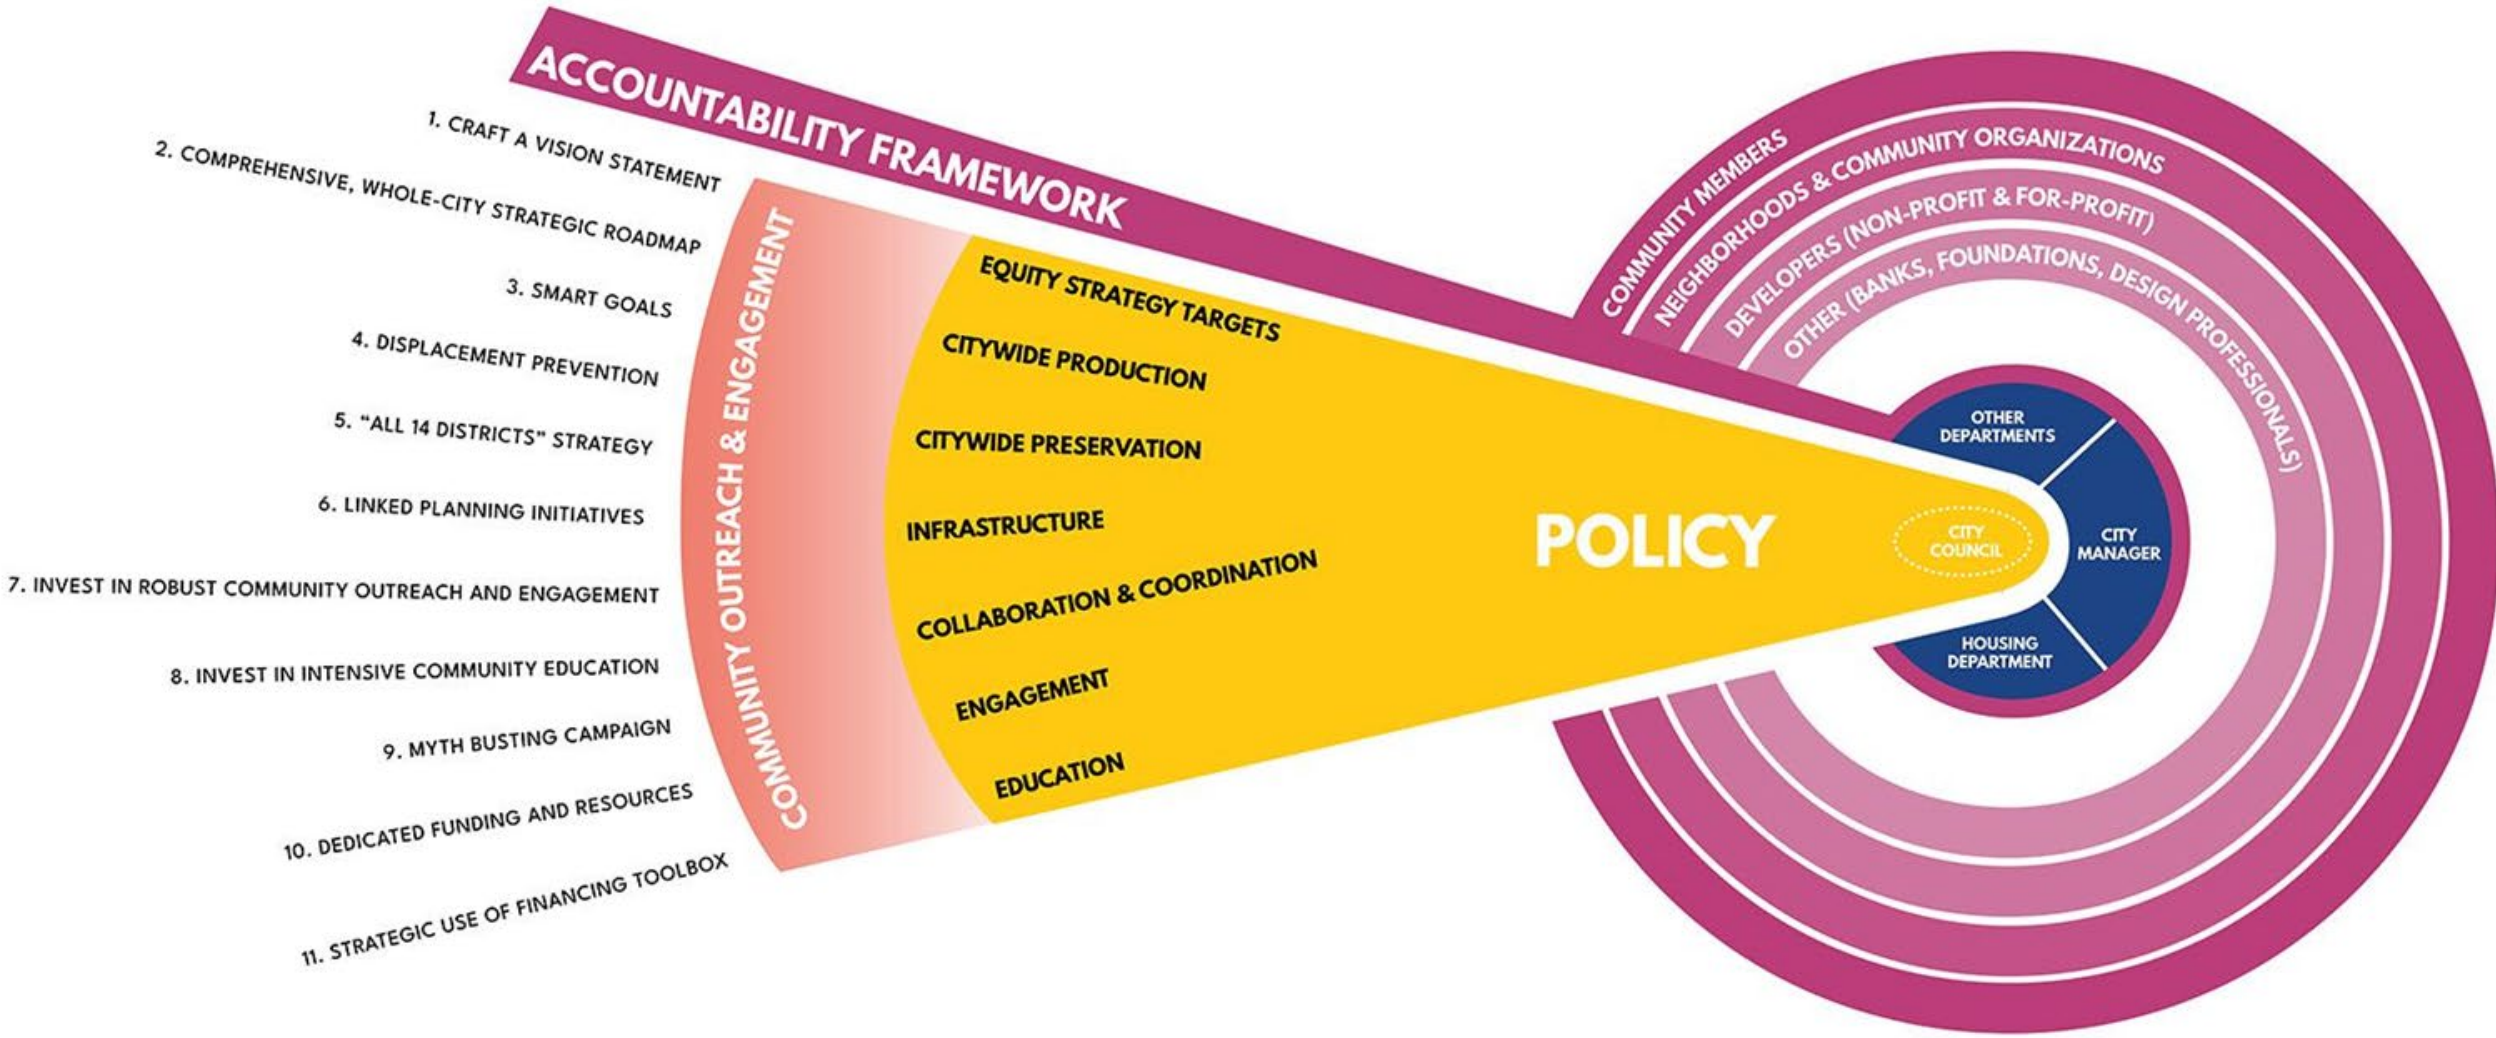 ACCOUNTABILITY FRAMEWORK
1. CRAFT A VISION STATEMENT
2. COMPREHENSIVE, WHOLE-CITY STRATEGIC ROADMAP
3. SMART GOALS
4. DISPLACEMENT PREVENTION
5. “ALL 14 DISTRICTS” STRATEGY
6. LINKED PLANNING INITIATIVES
7. INVEST IN ROBUST COMMUNITY OUTREACH AND ENGAGEMENT
8. INVEST IN INTENSIVE COMMUNITY EDUCATION
9. MYTH BUSTING CAMPAIGN
10. DEDICATED FUNDING AND RESOURCES
11. STRATEGIC USE OF FINANCING TOOLBOX
COMMUNITY OUTREACH & ENGAGEMENT
EQUITY STRATEGY TARGETS
CITYWIDE PRODUCTION
CITYWIDE PRESERVATION
INFRASTRUCTURE
COLLABORATION & COORDINATION
ENGAGEMENT
EDUCATION
POLICY
CITY
COUNCIL
COMMUNITY MEMBERS
NEIGHBORHOODS & COMMUNITY ORGANIZATIONS
DEVELOPERS (NON-PROFIT & FOR-PROFIT)
OTHER (BANKS, FOUNDATIONS, DESIGN PROFESSIONALS)
OTHER
DEPARTMENTS
CITY
MANAGER
HOUSING
DEPARTMENT